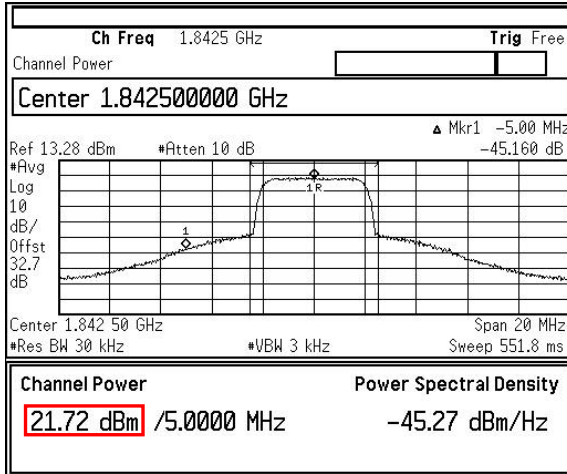 Ch Freq 1.8425 GHz Trig Free
Channel Power
Center 1.842500000 GHz
Δ Mkr1 -5.00 MHz
Ref 13.28 dBm #Atten 10 dB -45.160 dB
#Avg
Log
10
dB/
Offst
32.7
dB
1R
1
Center 1.842 50 GHz Span 20 MHz
#Res BW 30 kHz #VBW 3 kHz Sweep 551.8 ms
Channel Power Power Spectral Density
21.72 dBm /5.0000 MHz -45.27 dBm/Hz